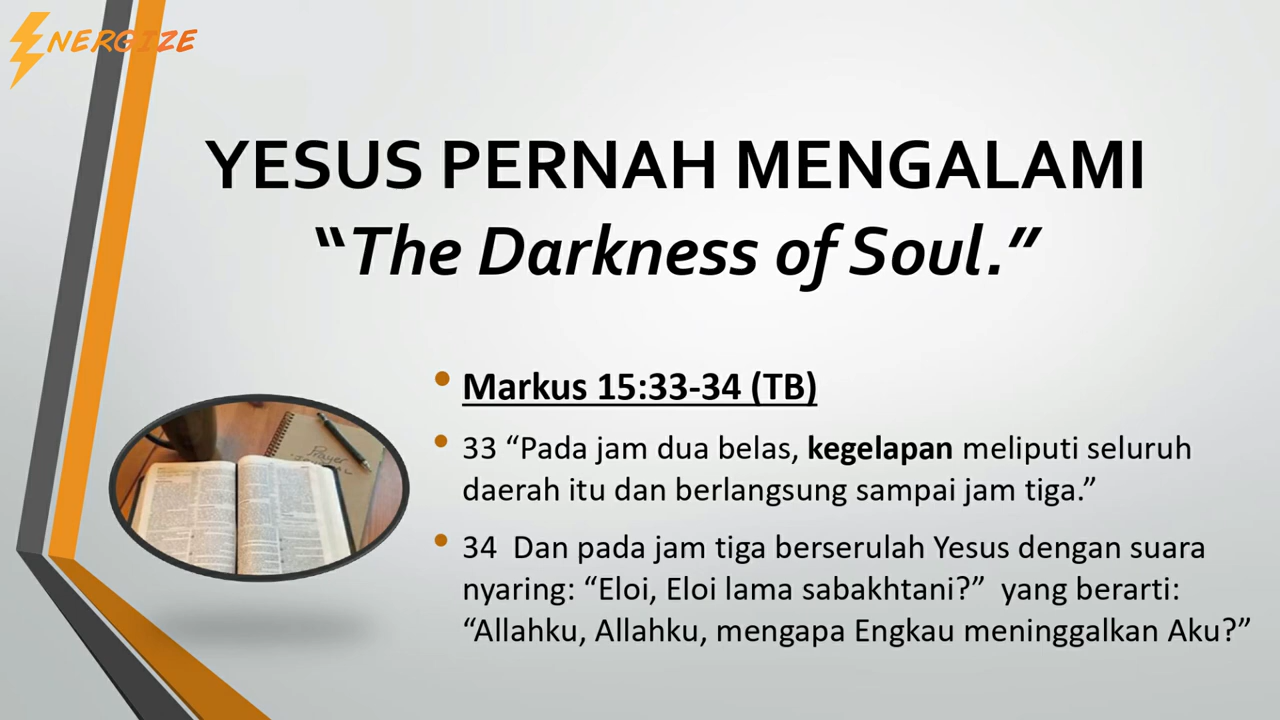 NERGIZE
YESUS PERNAH MENGALAMI
“The Darkness of Soul.”
Markus 15:33-34 (TB)
33 “Pada jam dua belas, kegelapan meliputi seluruh
daerah itu dan berlangsung sampai jam tiga.”
34 Dan pada jam tiga berserulah Yesus dengan suara
nyaring: “Eloi, Eloi lama sabakhtani?” yang berarti:
“Allahku, Allahku, mengapa Engkau meninggalkan Aku?”
Prayer